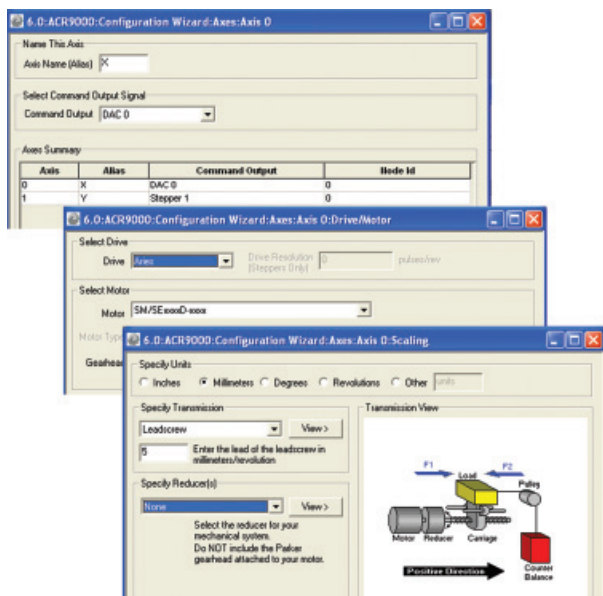 6.0:ACR9000:Configuration Wizard:Axes:Axis 0
Name This Axis
Axis Name (Alias) X
Select Command Output Signal
Command Output DAC 0
Axes Summary
Axis Alias Command Output Node Id
0 X DAC 0 0
1 Y Stepper 1 0
6.0:ACR9000:Configuration Wizard:Axes:Axis 0:Drive/Motor
Select Drive
Drive Aries Drive Resolution (Steppers Only) 0 pulses/rev
Select Motor
Motor SM/SExxxxD-xxxx
Motor Type
Gearhead
6.0:ACR9000:Configuration Wizard:Axes:Axis 0:Scaling
Specify Units
Inches Millimeters Degrees Revolutions Other units
Specify Transmission
Leadscrew View >
5 Enter the lead of the leadscrew in
millimeters/revolution
Specify Reducer(s)
None View >
Select the reducer for your
mechanical system.
Do NOT include the Parker
gearhead attached to your motor.
Transmission View
F1 F2
Load
Pulley
Motor Reducer Carriage
Positive Direction
Counter
Balance